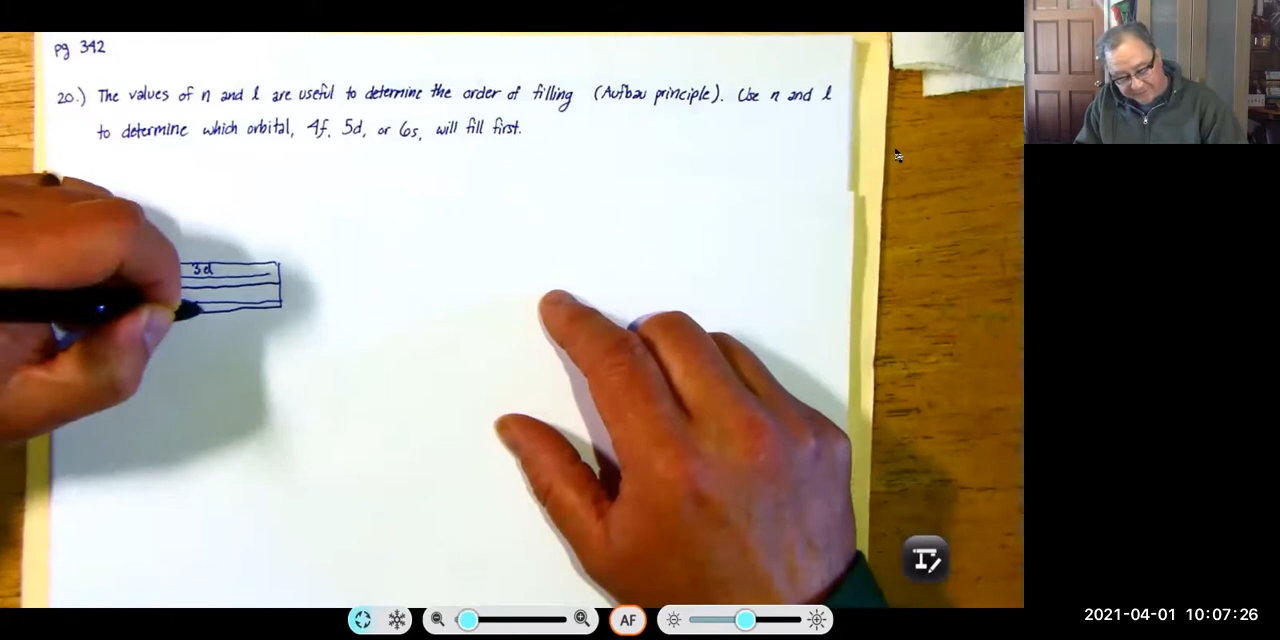 pg 342
20.) The values of n and l are useful to determine the order of filling (Aufbau principle). Use n and l
to determine which orbital, 4f, 5d, or 6s, will fill first.
3d
AF
2021-04-01 10:07:26